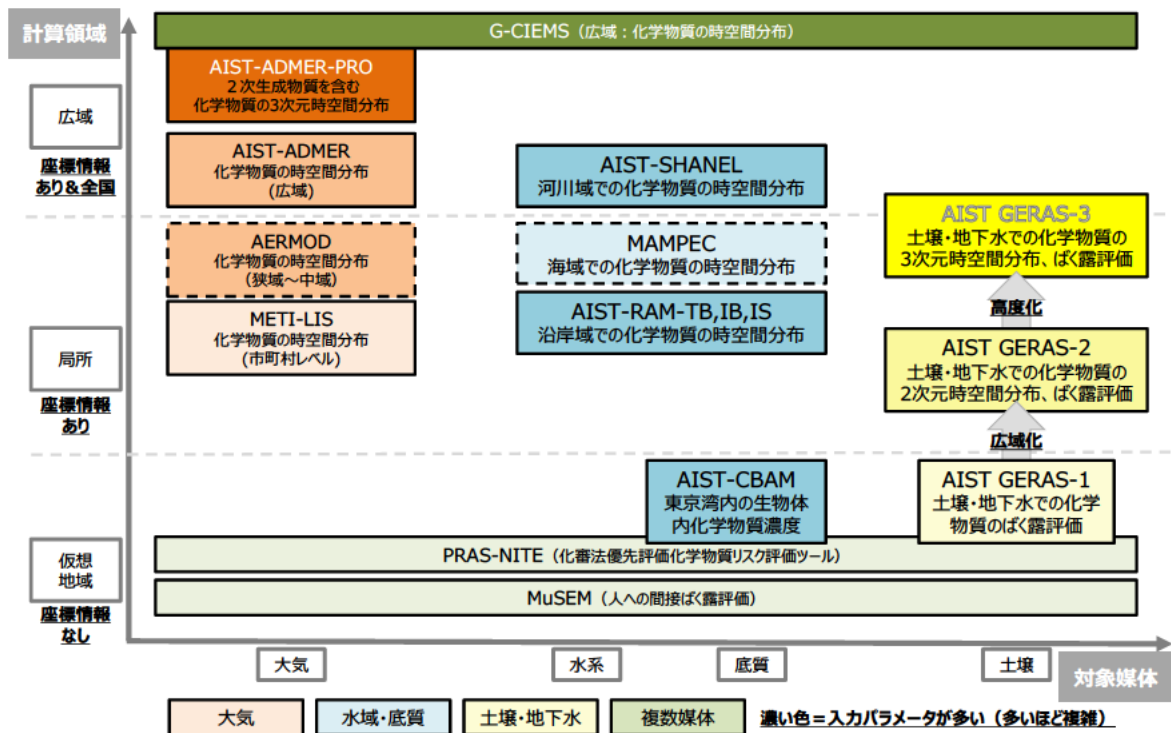 計算領域
G-CIEMS（広域：化学物質の時空間分布）
AIST-ADMER-PRO
２次生成物質を含む
化学物質の3次元時空間分布
広域
座標情報
あり＆全国
AIST-ADMER
化学物質の時空間分布
(広域)
AIST-SHANEL
河川域での化学物質の時空間分布
AERMOD
化学物質の時空間分布
(狭域～中域)
MAMPEC
海域での化学物質の時空間分布
AIST GERAS-3
土壌・地下水での化学物質の
3次元時空間分布、ばく露評価
高度化
METI-LIS
化学物質の時空間分布
(市町村レベル)
AIST-RAM-TB,IB,IS
沿岸域での化学物質の時空間分布
局所
座標情報
あり
AIST GERAS-2
土壌・地下水での化学物質の
2次元時空間分布、ばく露評価
広域化
AIST-CBAM
東京湾内の生物体
内化学物質濃度
AIST GERAS-1
土壌・地下水での化学
物質のばく露評価
仮想
地域
座標情報
なし
PRAS-NITE（化審法優先評価化学物質リスク評価ツール）
MuSEM（人への間接ばく露評価）
大気
水系
底質
土壌
対象媒体
大気
水域・底質
土壌・地下水
複数媒体
濃い色＝入力パラメータが多い（多いほど複雑）